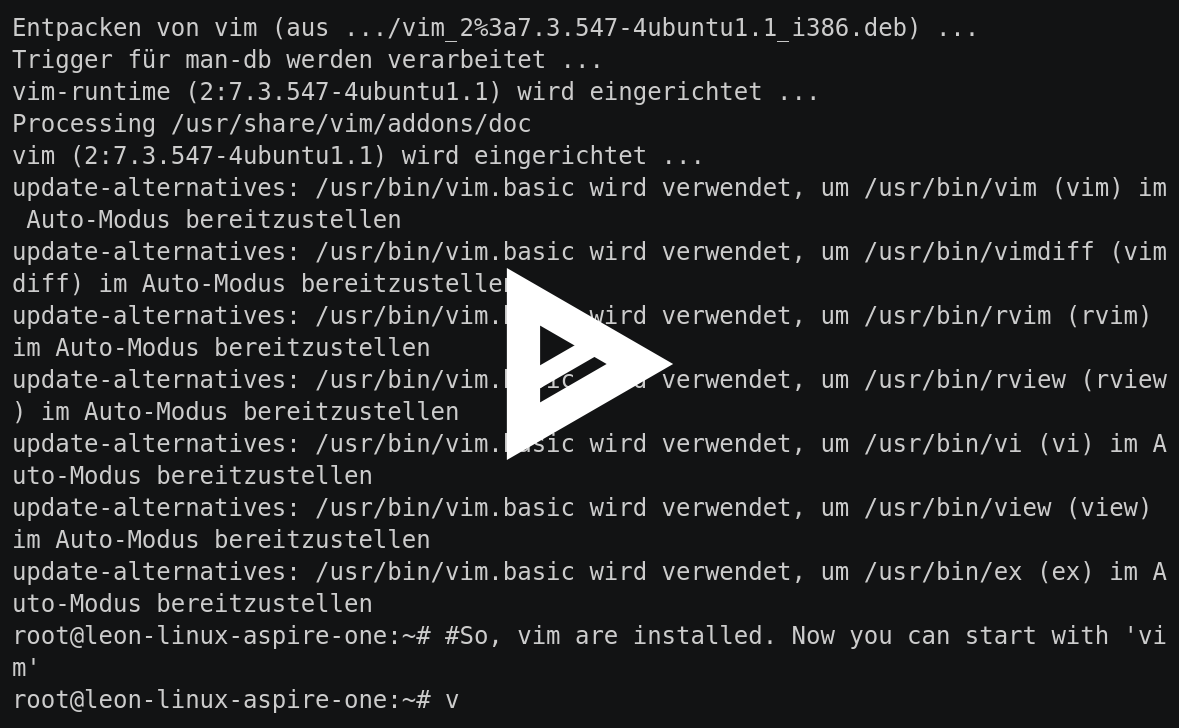 Entpacken von vim (aus .../vim_2%3a7.3.547-4ubuntu1.1_i386.deb) ...
Trigger für man-db werden verarbeitet ...
vim-runtime (2:7.3.547-4ubuntu1.1) wird eingerichtet ...
Processing /usr/share/vim/addons/doc
vim (2:7.3.547-4ubuntu1.1) wird eingerichtet ...
update-alternatives: /usr/bin/vim.basic wird verwendet, um /usr/bin/vim (vim) im
 Auto-Modus bereitzustellen
update-alternatives: /usr/bin/vim.basic wird verwendet, um /usr/bin/vimdiff (vim
diff) im Auto-Modus bereitzustellen
update-alternatives: /usr/bin/vim.basic wird verwendet, um /usr/bin/rvim (rvim)
im Auto-Modus bereitzustellen
update-alternatives: /usr/bin/vim.basic wird verwendet, um /usr/bin/rview (rview
) im Auto-Modus bereitzustellen
update-alternatives: /usr/bin/vim.basic wird verwendet, um /usr/bin/vi (vi) im A
uto-Modus bereitzustellen
update-alternatives: /usr/bin/vim.basic wird verwendet, um /usr/bin/view (view)
im Auto-Modus bereitzustellen
update-alternatives: /usr/bin/vim.basic wird verwendet, um /usr/bin/ex (ex) im A
uto-Modus bereitzustellen
root@leon-linux-aspire-one:~# #So, vim are installed. Now you can start with 'vi
m'
root@leon-linux-aspire-one:~# v